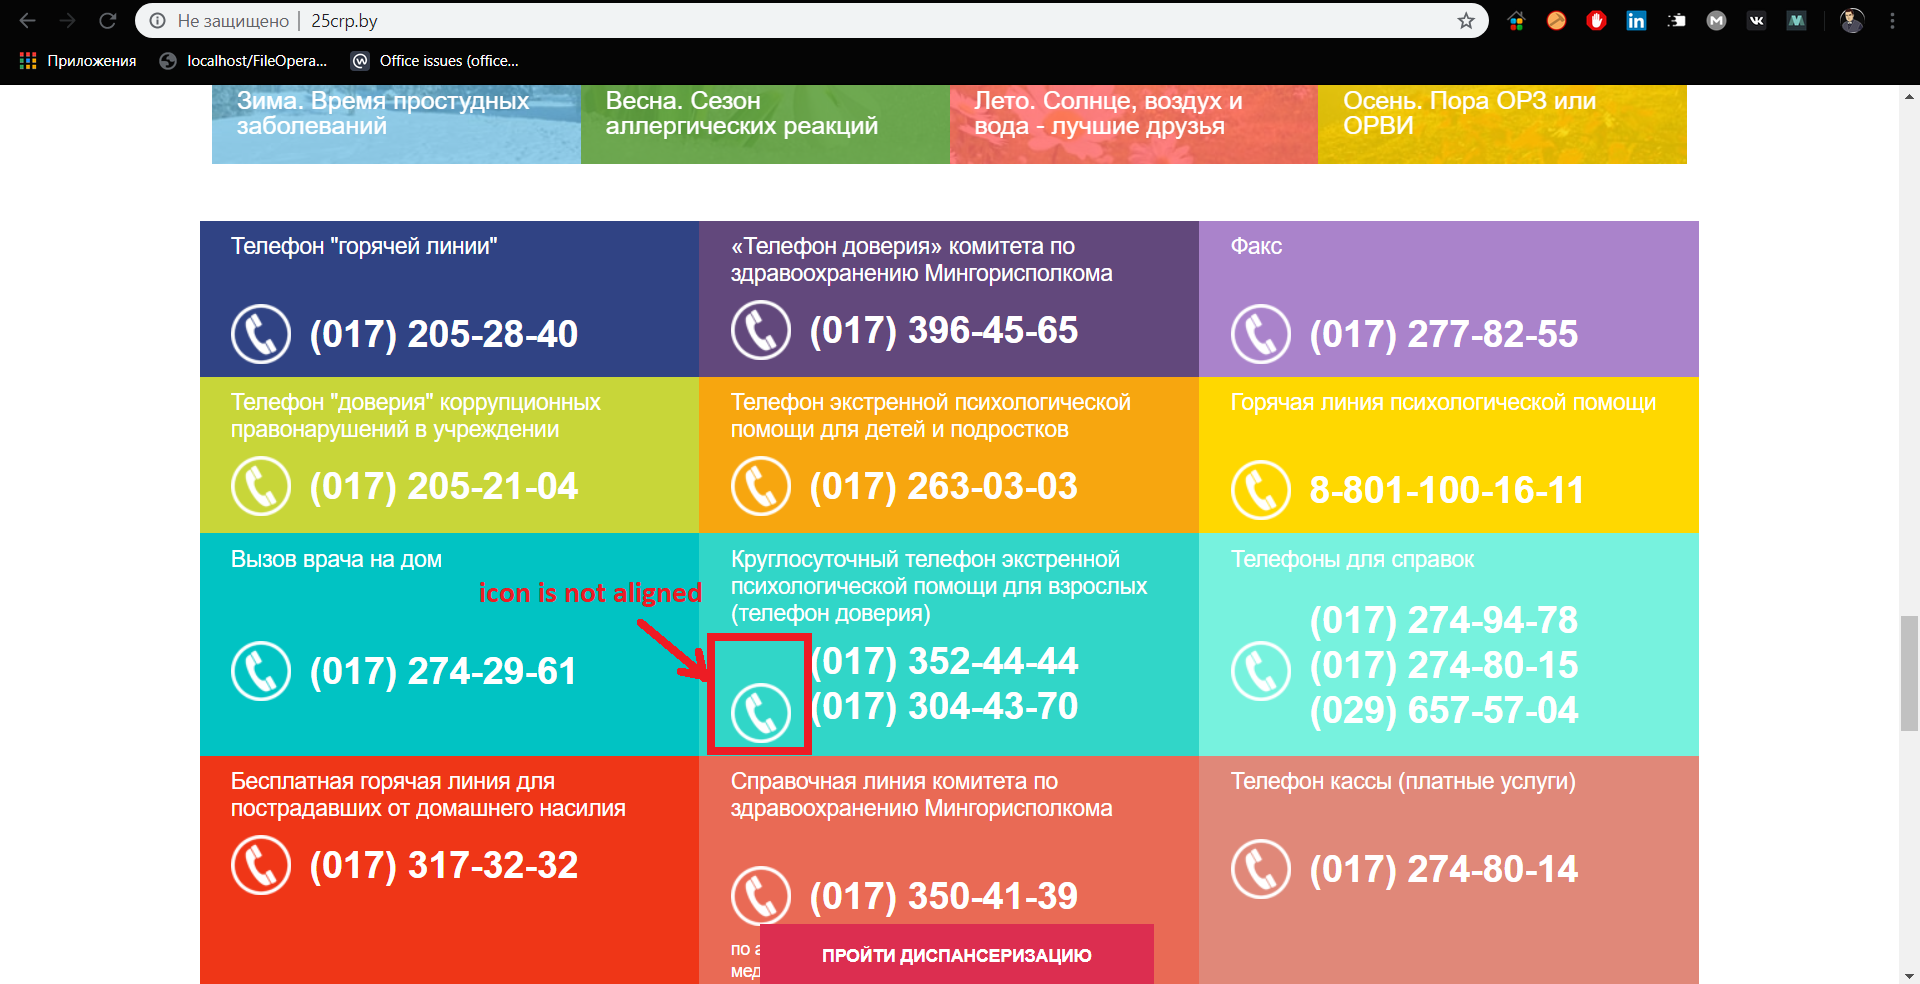 Не защищено | 25crp.by
Приложения localhost/FileOpera... Office issues (office...
Зима. Время простудных
заболеваний
Весна. Сезон
аллергических реакций
Лето. Солнце, воздух и
вода - лучшие друзья
Осень. Пора ОРЗ или
ОРВИ
Телефон "горячей линии"
(017) 205-28-40
«Телефон доверия» комитета по
здравоохранению Мингорисполкома
(017) 396-45-65
Факс
(017) 277-82-55
Телефон "доверия" коррупционных
правонарушений в учреждении
(017) 205-21-04
Телефон экстренной психологической
помощи для детей и подростков
(017) 263-03-03
Горячая линия психологической помощи
8-801-100-16-11
Вызов врача на дом
icon is not aligned
(017) 274-29-61
Круглосуточный телефон экстренной
психологической помощи для взрослых
(телефон доверия)
(017) 352-44-44
(017) 304-43-70
Телефоны для справок
(017) 274-94-78
(017) 274-80-15
(029) 657-57-04
Бесплатная горячая линия для
пострадавших от домашнего насилия
(017) 317-32-32
Справочная линия комитета по
здравоохранению Мингорисполкома
(017) 350-41-39
по
Телефон кассы (платные услуги)
(017) 274-80-14
ПРОЙТИ ДИСПАНСЕРИЗАЦИЮ